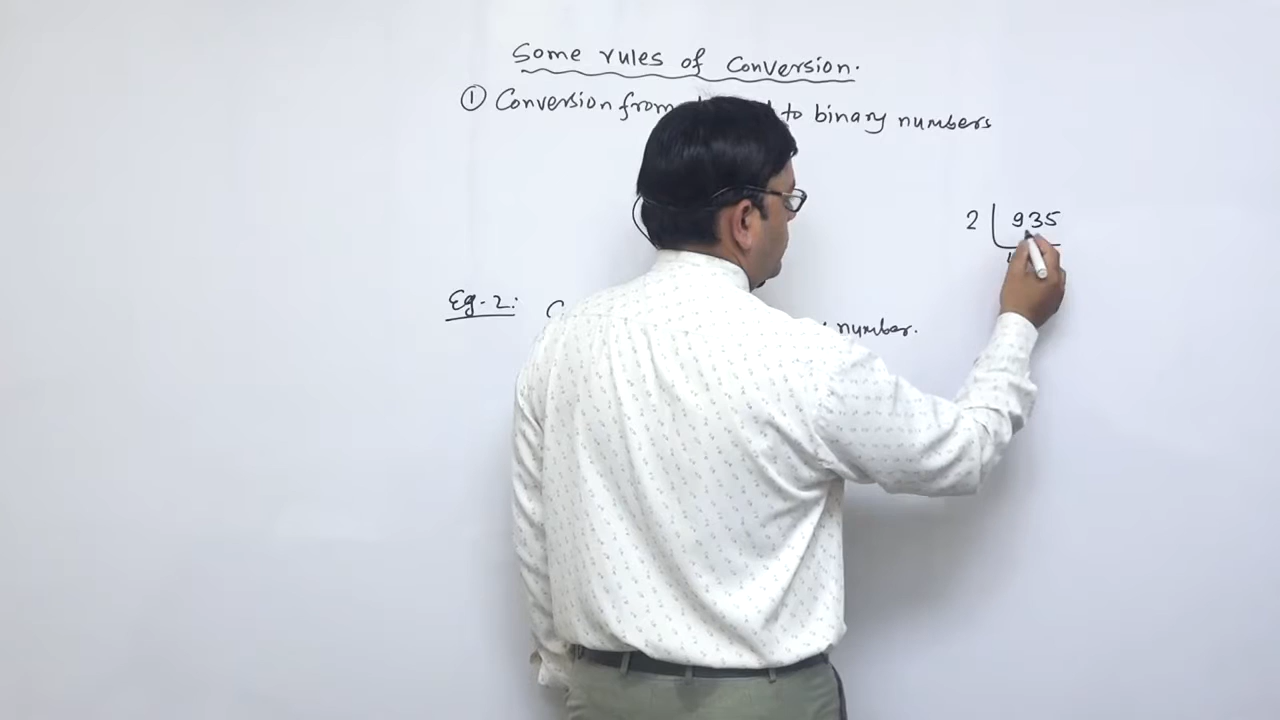 Some rules of Conversion.
① Conversion from to binary numbers
2 935
Eg-2: number.